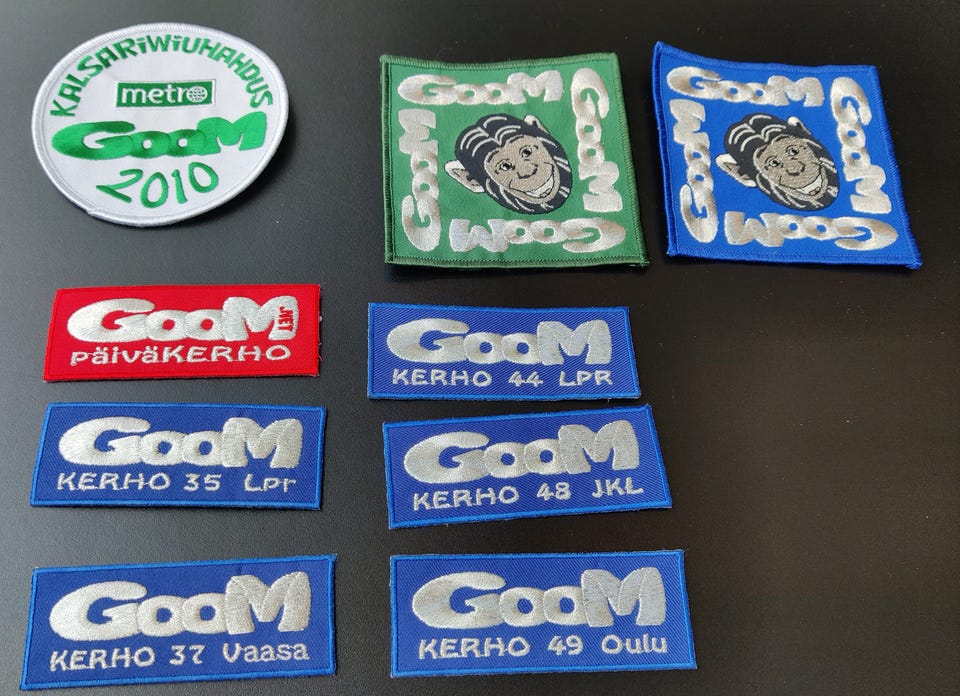 KALSARiWiUHAHDUS
metro
GooM
2010
GooM
GooM
GooM
GooM
GooM
GooM
GooM
GooM
GooM.NET
päiväKERHO
GooM
KERHO 44 LPR
GooM
KERHO 35 Lpr
GooM
KERHO 48 JKL
GooM
KERHO 37 Vaasa
GooM
KERHO 49 Oulu